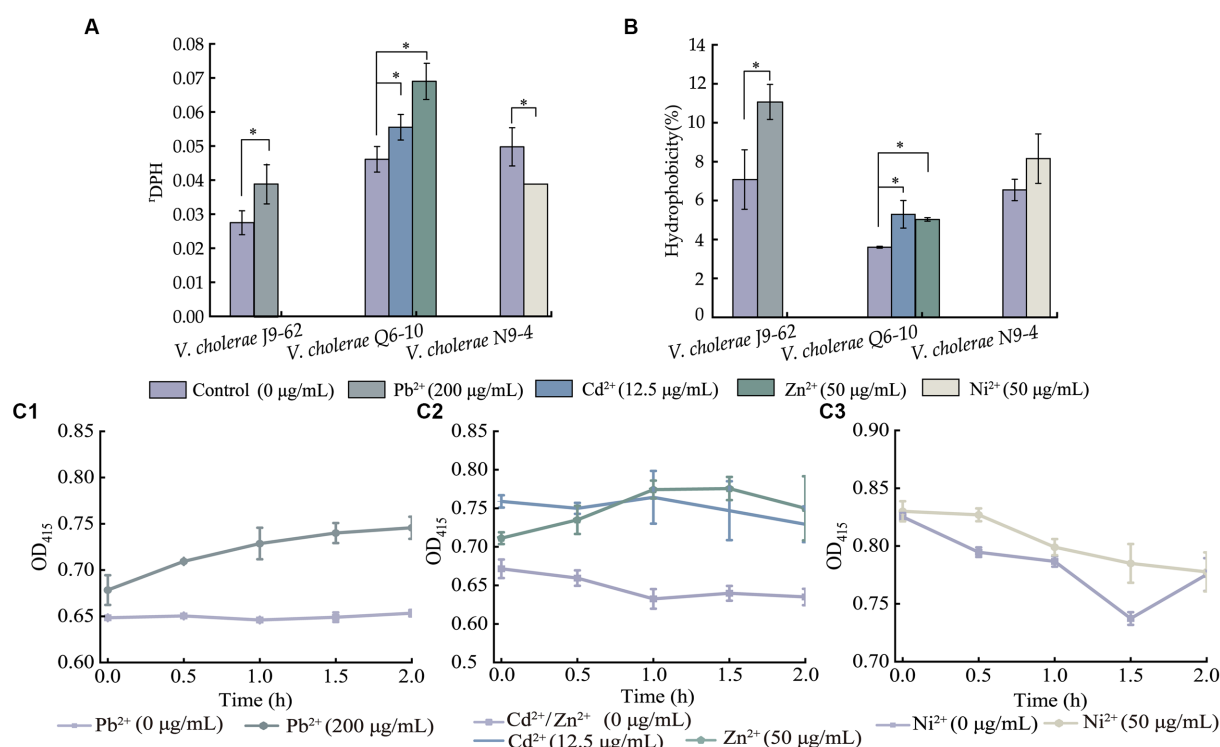 A
0.08
0.07
0.06
0.05
0.04
0.03
0.02
0.01
0.00
rDPH
*
*
*
*
V. cholerae J9-62
V. cholerae Q6-10
V. cholerae N9-4
B
14
12
10
8
6
4
2
0
Hydrophobicity(%)
*
*
*
V. cholerae J9-62
V. cholerae Q6-10
V. cholerae N9-4
Control (0 μg/mL) Pb²⁺ (200 μg/mL) Cd²⁺ (12.5 μg/mL) Zn²⁺ (50 μg/mL) Ni²⁺ (50 μg/mL)
C1
0.85
0.80
0.75
0.70
0.65
0.60
OD₄₁₅
0.0 0.5 1.0 1.5 2.0
Time (h)
Pb²⁺ (0 μg/mL) Pb²⁺ (200 μg/mL)
C2
0.85
0.80
0.75
0.70
0.65
0.60
0.5
OD₄₁₅
0.0 0.5 1.0 1.5 2.0
Time (h)
Cd²⁺/Zn²⁺ (0 μg/mL)
Cd²⁺ (12.5 μg/mL) Zn²⁺ (50 μg/mL)
C3
0.90
0.85
0.80
0.75
0.70
OD₄₁₅
0.0 0.5 1.0 1.5 2.0
Time (h)
Ni²⁺ (0 μg/mL) Ni²⁺ (50 μg/mL)